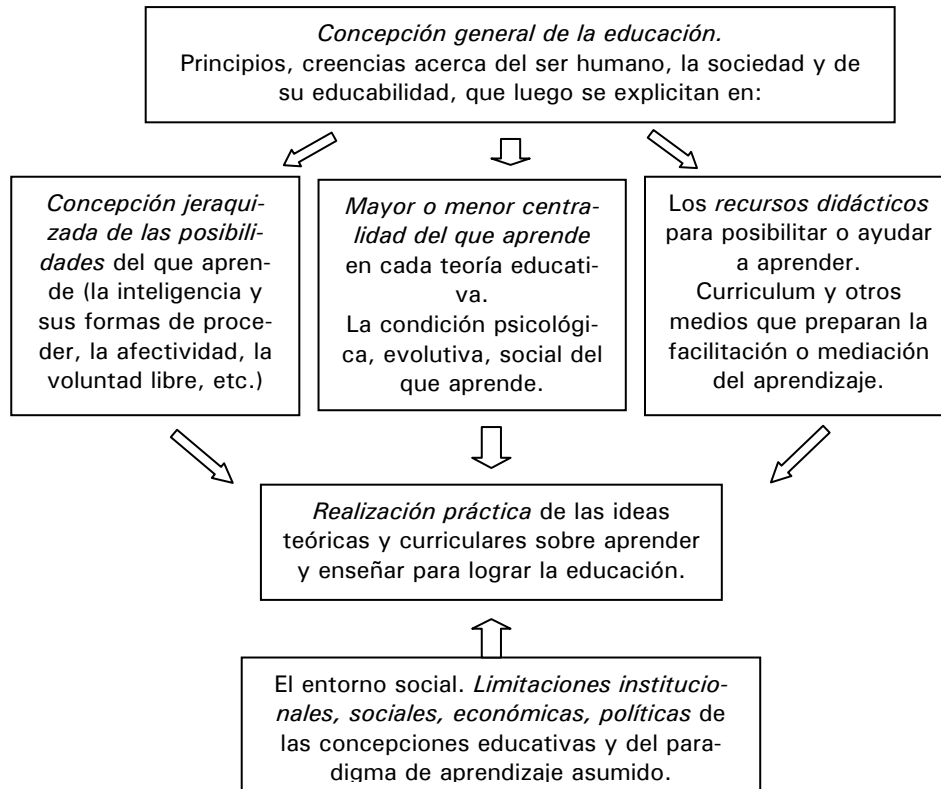 Concepción general de la educación.
Principios, creencias acerca del ser humano, la sociedad y de
su educabilidad, que luego se explicitan en:
Concepción jeraqui-
zada de las posibili-
dades del que apren-
de (la inteligencia y
sus formas de proce-
der, la afectividad, la
voluntad libre, etc.)
Mayor o menor centra-
lidad del que aprende
en cada teoría educati-
va.
La condición psicológi-
ca, evolutiva, social del
que aprende.
Los recursos didácticos
para posibilitar o ayudar
a aprender.
Curriculum y otros
medios que preparan la
facilitación o mediación
del aprendizaje.
Realización práctica de las ideas
teóricas y curriculares sobre aprender
y enseñar para lograr la educación.
El entorno social. Limitaciones institucio-
nales, sociales, económicas, políticas de
las concepciones educativas y del para-
digma de aprendizaje asumido.